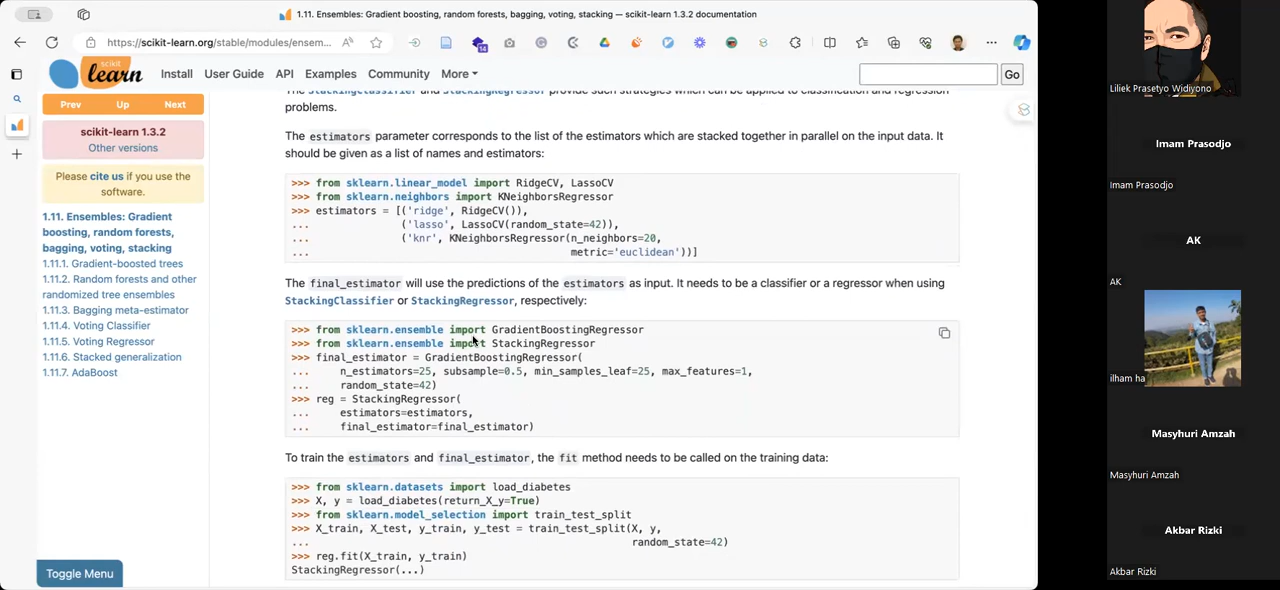 1.11. Ensembles: Gradient boosting, random forests, bagging, voting, stacking — scikit-learn 1.3.2 documentation
https://scikit-learn.org/stable/modules/ensem...
scikit
learn
Install User Guide API Examples Community More
Go
Prev Up Next
scikit-learn 1.3.2
Other versions
Please cite us if you use the
software.
1.11. Ensembles: Gradient
boosting, random forests,
bagging, voting, stacking
1.11.1. Gradient-boosted trees
1.11.2. Random forests and other
randomized tree ensembles
1.11.3. Bagging meta-estimator
1.11.4. Voting Classifier
1.11.5. Voting Regressor
1.11.6. Stacked generalization
1.11.7. AdaBoost
Toggle Menu
The StackingClassifier and StackingRegressor provide such strategies which can be applied to classification and regression
problems.
The estimators parameter corresponds to the list of the estimators which are stacked together in parallel on the input data. It
should be given as a list of names and estimators:
>>> from sklearn.linear_model import RidgeCV, LassoCV
>>> from sklearn.neighbors import KNeighborsRegressor
>>> estimators = [('ridge', RidgeCV()),
... ('lasso', LassoCV(random_state=42)),
... ('knr', KNeighborsRegressor(n_neighbors=20,
... metric='euclidean'))]
The final_estimator will use the predictions of the estimators as input. It needs to be a classifier or a regressor when using
StackingClassifier or StackingRegressor, respectively:
>>> from sklearn.ensemble import GradientBoostingRegressor
>>> from sklearn.ensemble import StackingRegressor
>>> final_estimator = GradientBoostingRegressor(
... n_estimators=25, subsample=0.5, min_samples_leaf=25, max_features=1,
... random_state=42)
>>> reg = StackingRegressor(
... estimators=estimators,
... final_estimator=final_estimator)
To train the estimators and final_estimator, the fit method needs to be called on the training data:
>>> from sklearn.datasets import load_diabetes
>>> X, y = load_diabetes(return_X_y=True)
>>> from sklearn.model_selection import train_test_split
>>> X_train, X_test, y_train, y_test = train_test_split(X, y,
... random_state=42)
>>> reg.fit(X_train, y_train)
StackingRegressor(...)
Liliek Prasetyo Widiyono
Imam Prasodjo
Imam Prasodjo
AK
AK
ilham ha
Masyhuri Amzah
Masyhuri Amzah
Akbar Rizki
Akbar Rizki